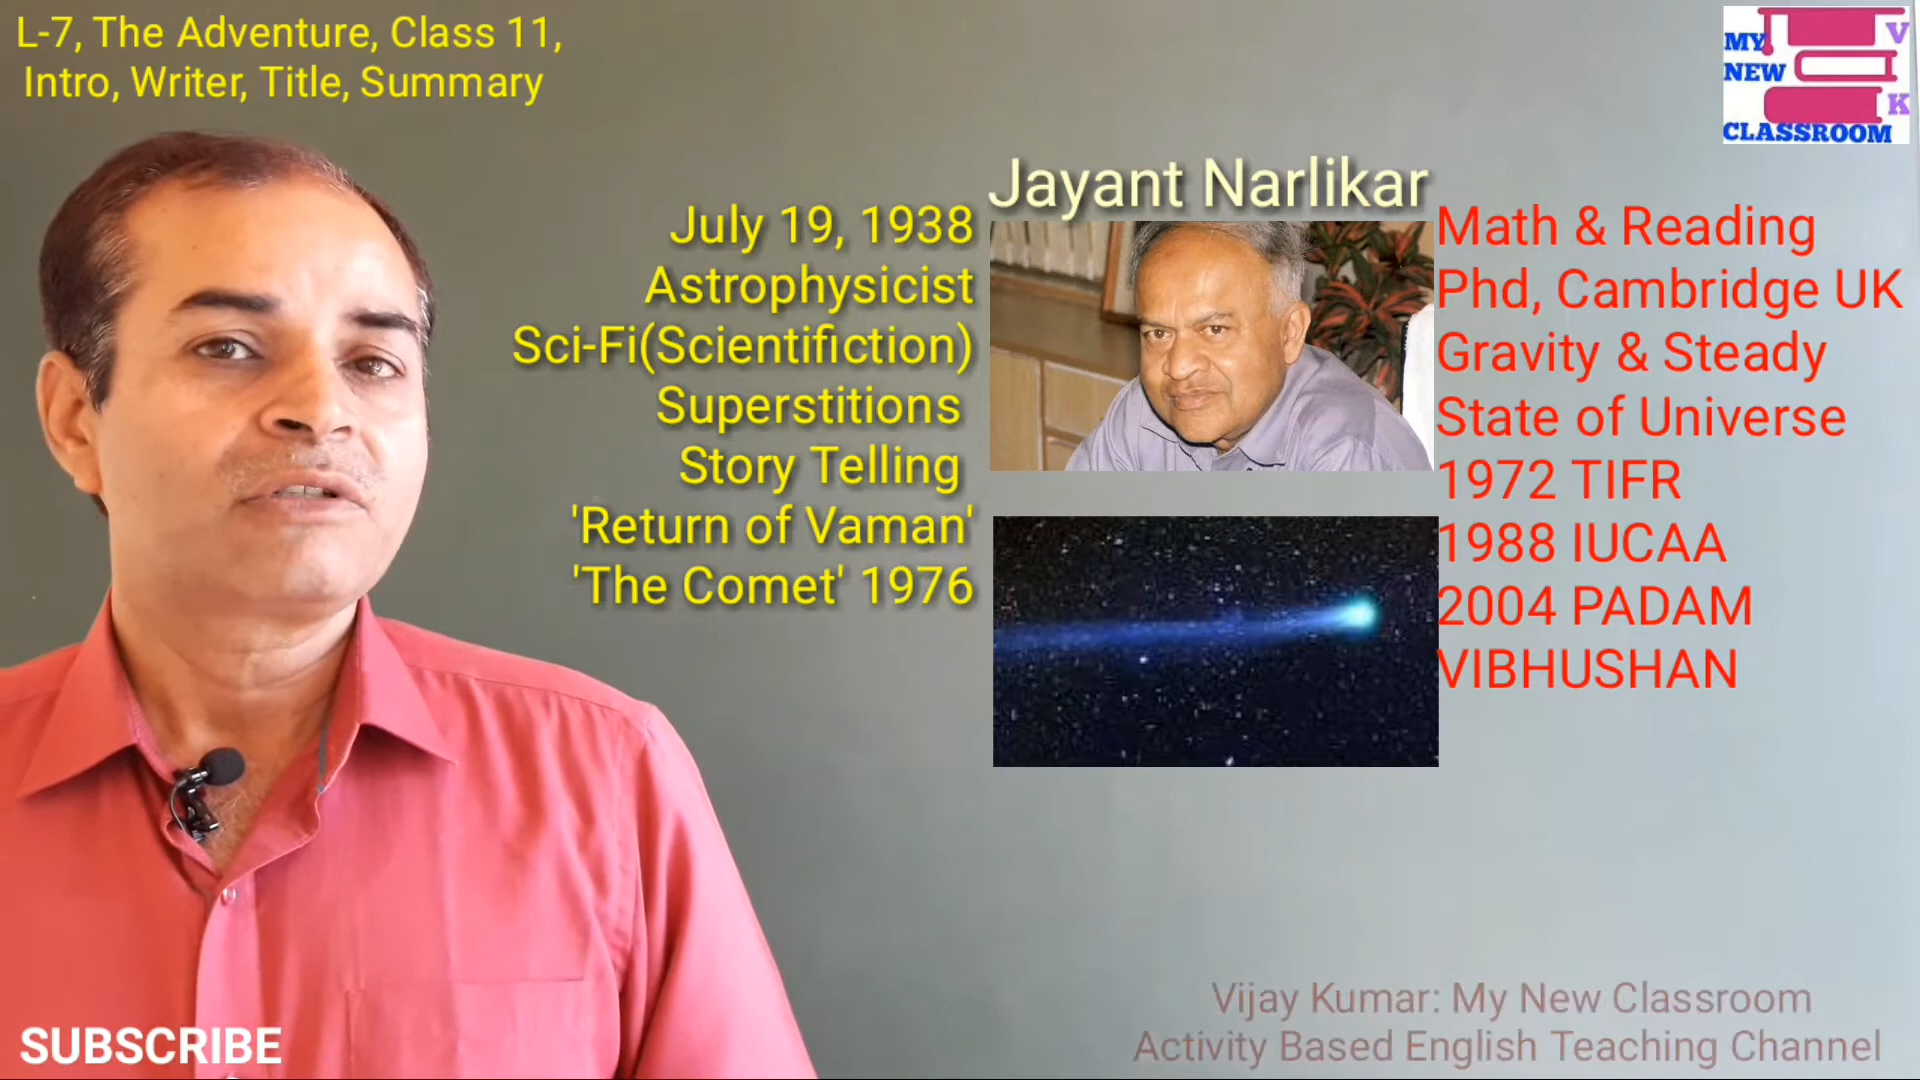 L-7, The Adventure, Class 11,
Intro, Writer, Title, Summary
MY
NEW
CLASSROOM
V
K
Jayant Narlikar
July 19, 1938
Astrophysicist
Sci-Fi(Scientifiction)
Superstitions
Story Telling
'Return of Vaman'
'The Comet' 1976
Math & Reading
Phd, Cambridge UK
Gravity & Steady
State of Universe
1972 TIFR
1988 IUCAA
2004 PADAM
VIBHUSHAN
Vijay Kumar: My New Classroom
Activity Based English Teaching Channel
SUBSCRIBE